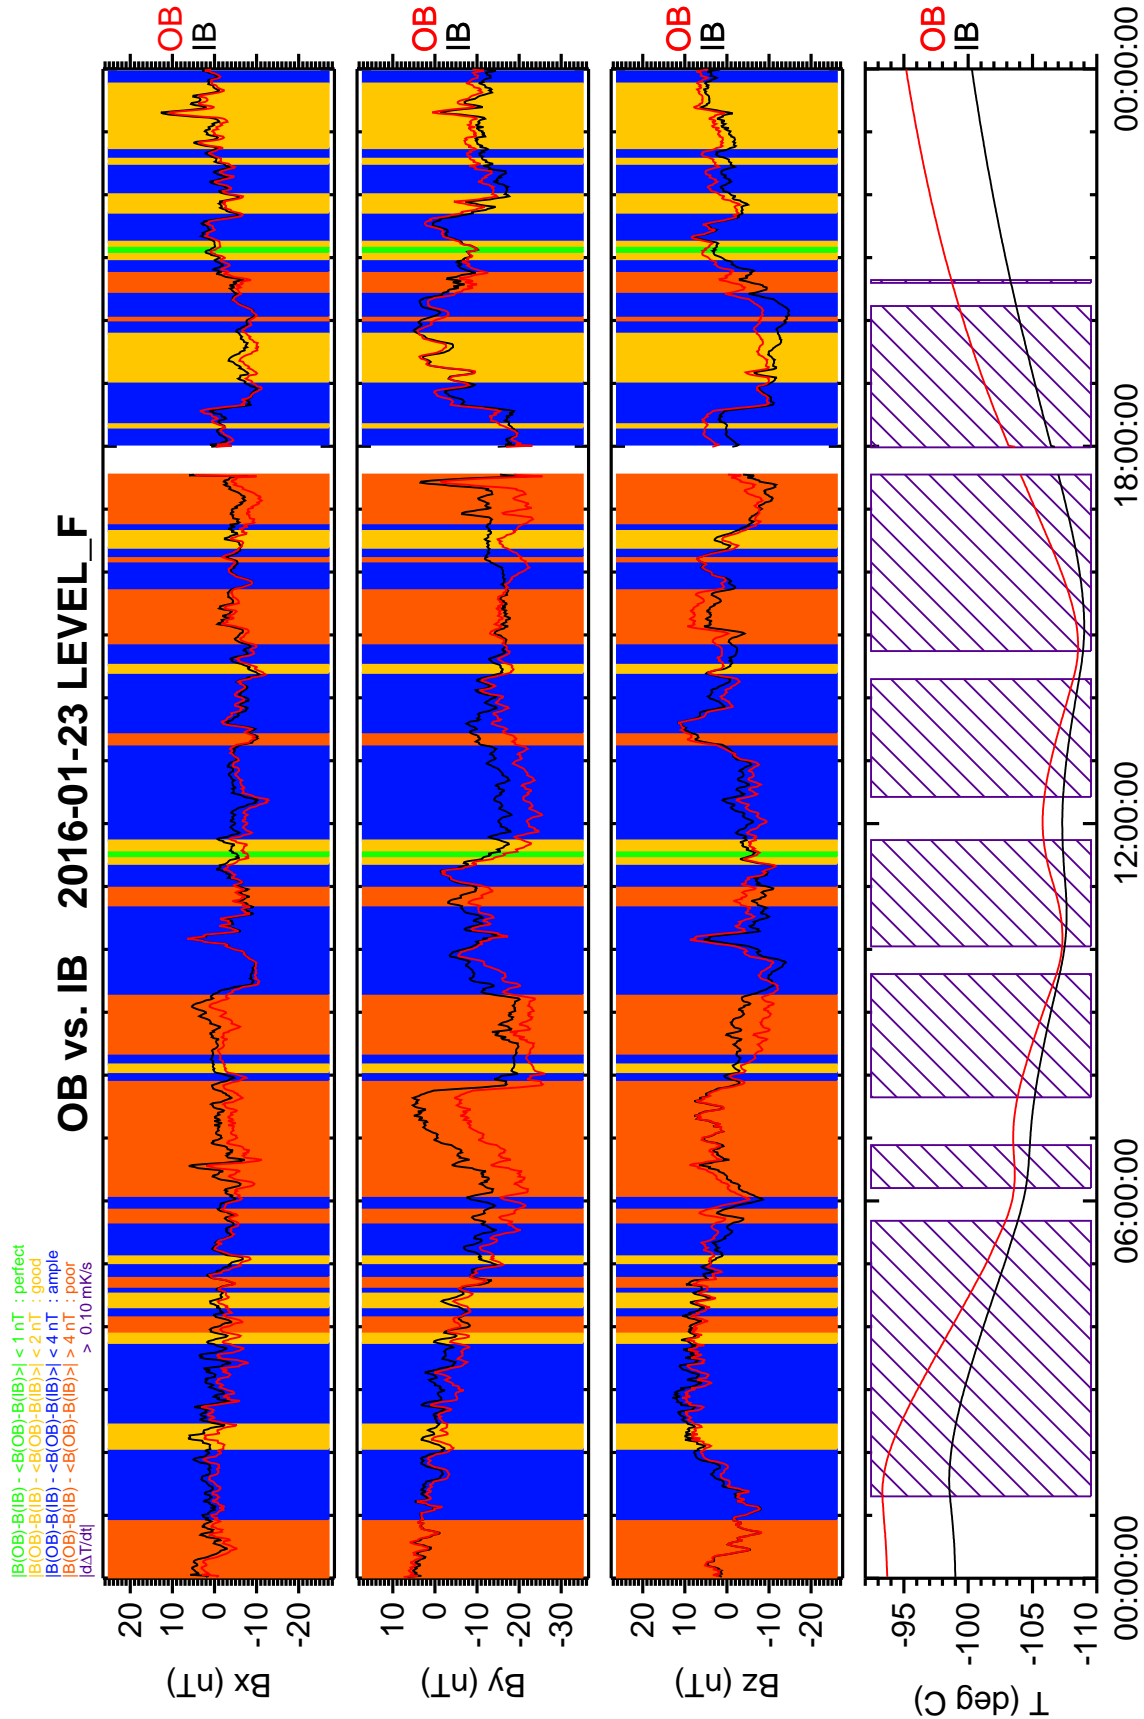 |B(OB)-B(IB) - <B(OB)-B(IB)>| < 1 nT : perfect
|B(OB)-B(IB) - <B(OB)-B(IB)>| < 2 nT : good
|B(OB)-B(IB) - <B(OB)-B(IB)>| < 4 nT : ample
|B(OB)-B(IB) - <B(OB)-B(IB)>| > 4 nT : poor
|dΔT/dt| > 0.10 mK/s
OB vs. IB 2016-01-23 LEVEL_F
Bx (nT)
20
10
0
-10
-20
OB
IB
By (nT)
10
0
-10
-20
-30
OB
IB
Bz (nT)
20
10
0
-10
-20
OB
IB
T (deg C)
-95
-100
-105
-110
OB
IB
00:00:00
06:00:00
12:00:00
18:00:00
00:00:00